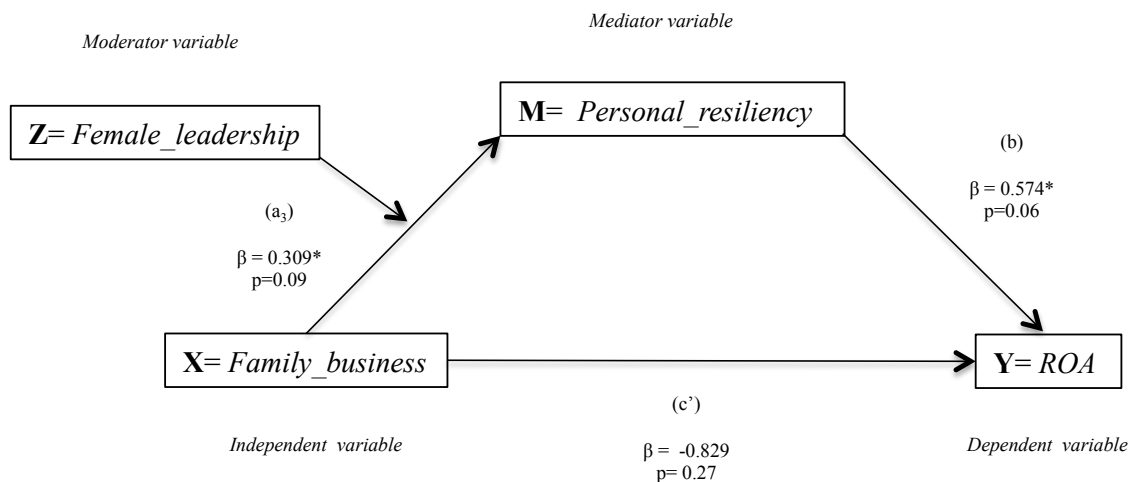 Mediator variable
Moderator variable
M= Personal_resiliency
Z= Female_leadership
(b)
β = 0.574*
p=0.06
(a₃)
β = 0.309*
p=0.09
X= Family_business
Y= ROA
(c’)
Independent variable
Dependent variable
β = -0.829
p= 0.27